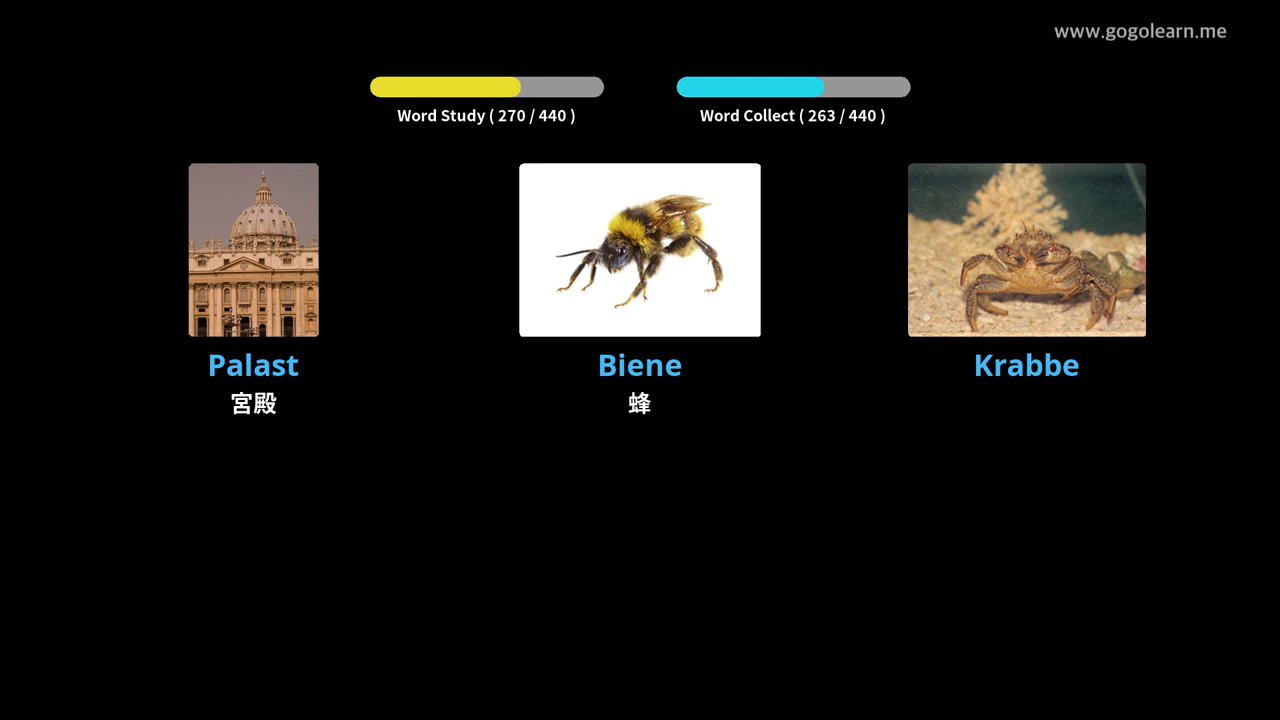 www.gogolearn.me
Word Study ( 270 / 440 )
Word Collect ( 263 / 440 )
Palast
宮殿
Biene
蜂
Krabbe